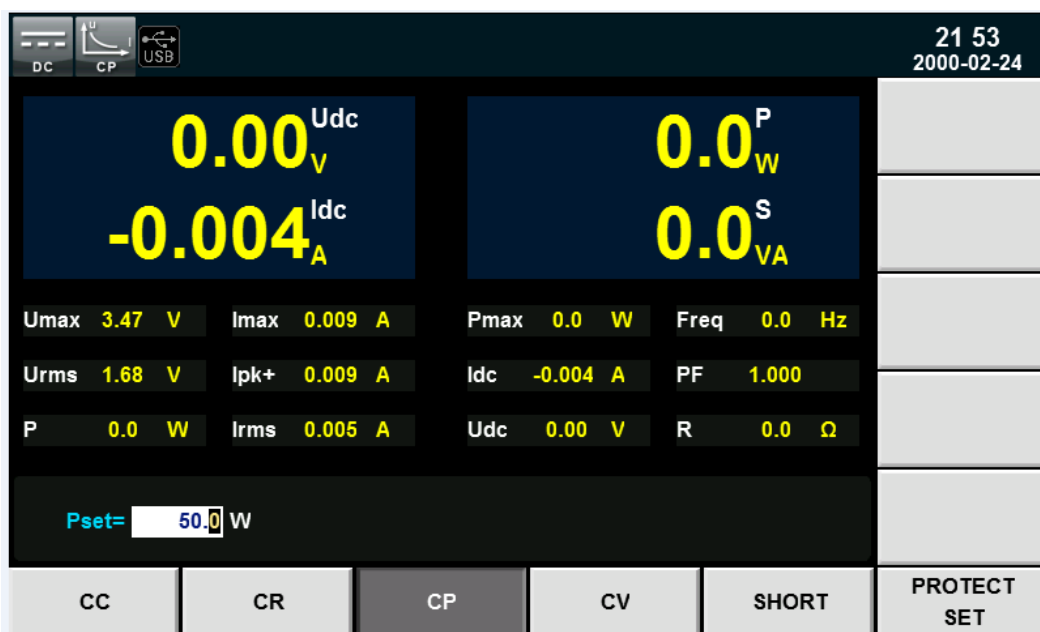 DC
U
I
CP
USB
21 53
2000-02-24
0.00 Udc V
-0.004 Idc A
0.0 P W
0.0 S VA
Umax 3.47 V Imax 0.009 A Pmax 0.0 W Freq 0.0 Hz
Urms 1.68 V Ipk+ 0.009 A Idc -0.004 A PF 1.000
P 0.0 W Irms 0.005 A Udc 0.00 V R 0.0 Ω
Pset= 50.0 W
CC CR CP CV SHORT
PROTECT
SET